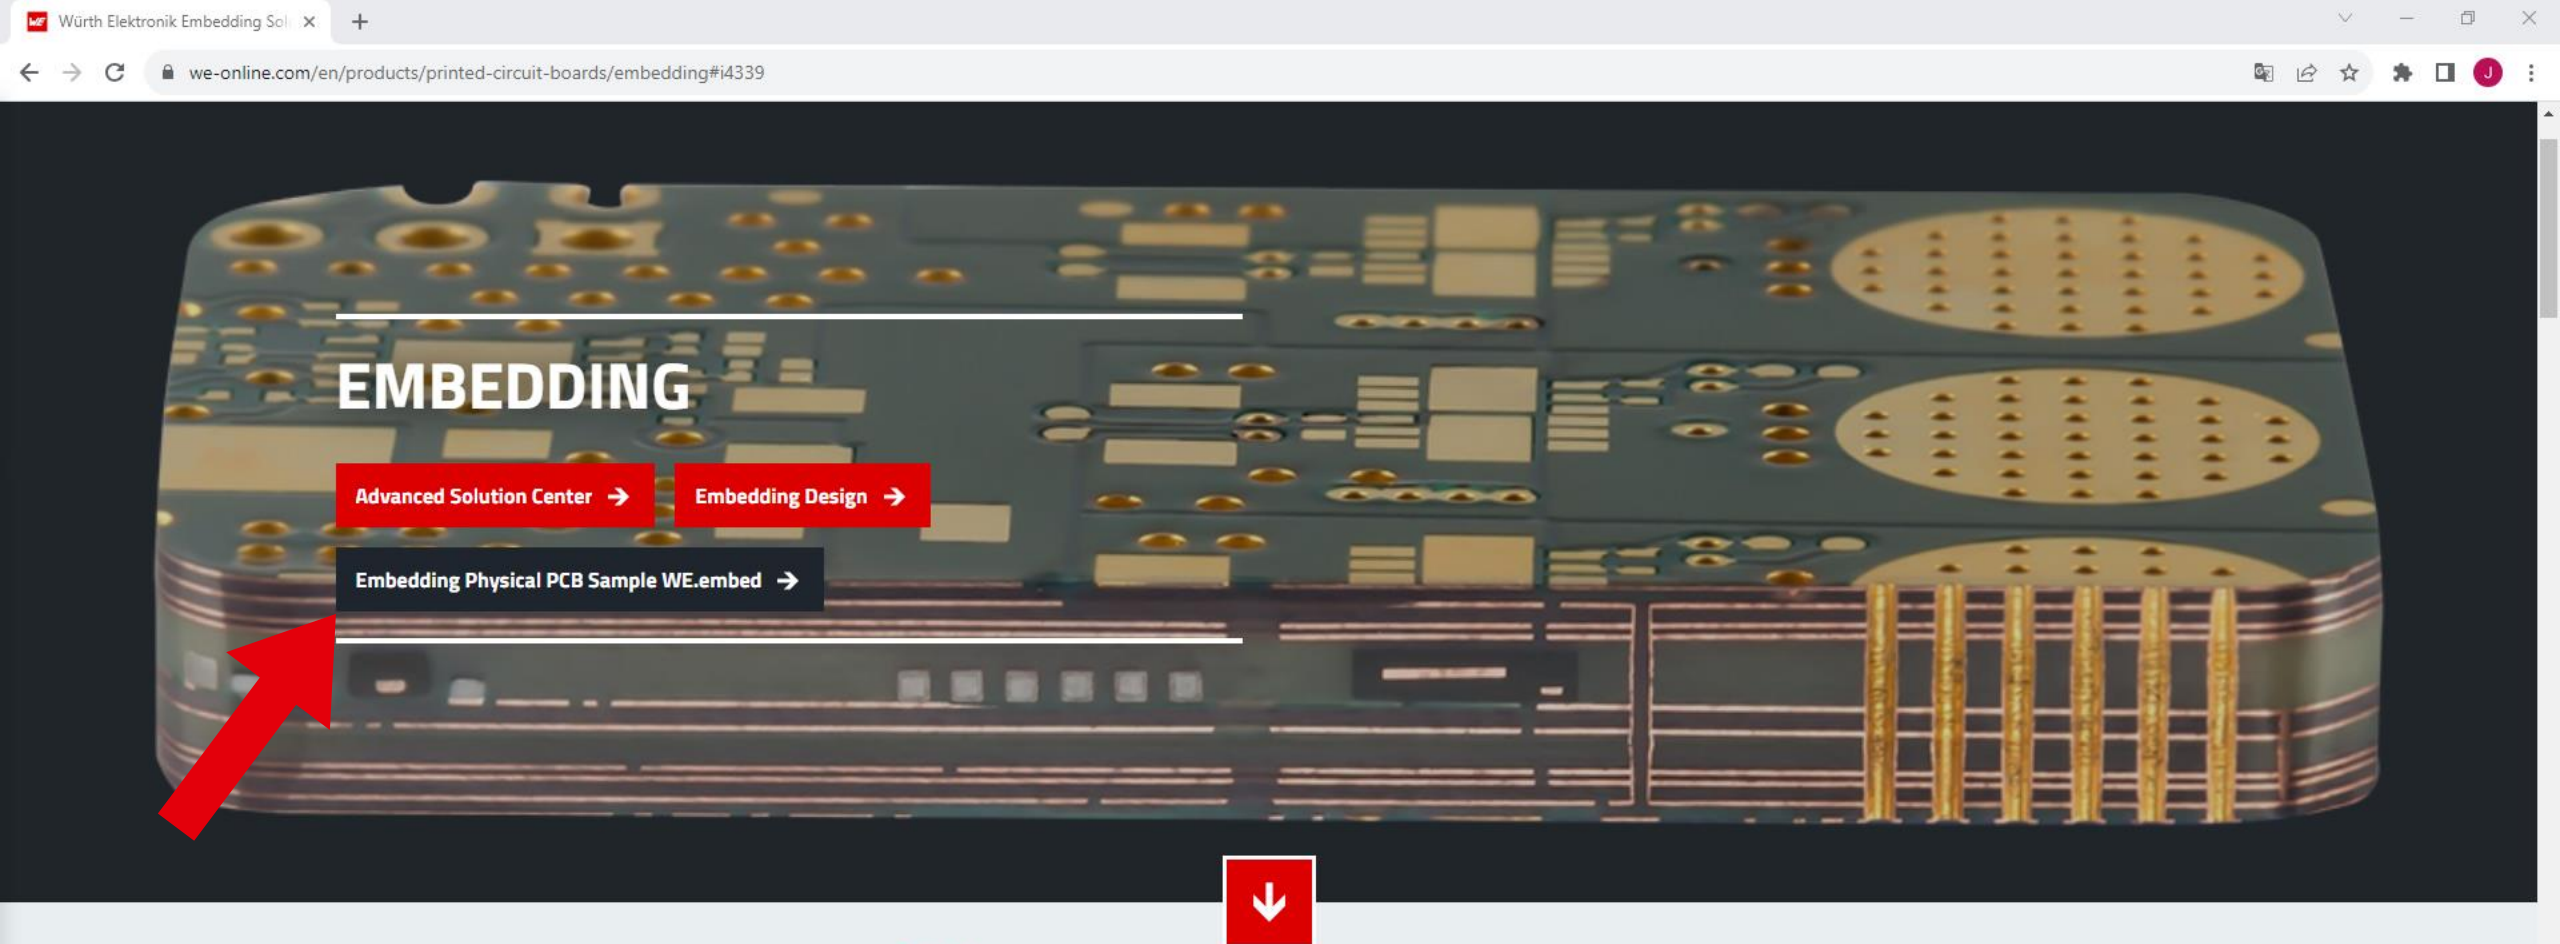 WE Würth Elektronik Embedding Sol
we-online.com/en/products/printed-circuit-boards/embedding#i4339
J
EMBEDDING
Advanced Solution Center →
Embedding Design →
Embedding Physical PCB Sample WE.embed →